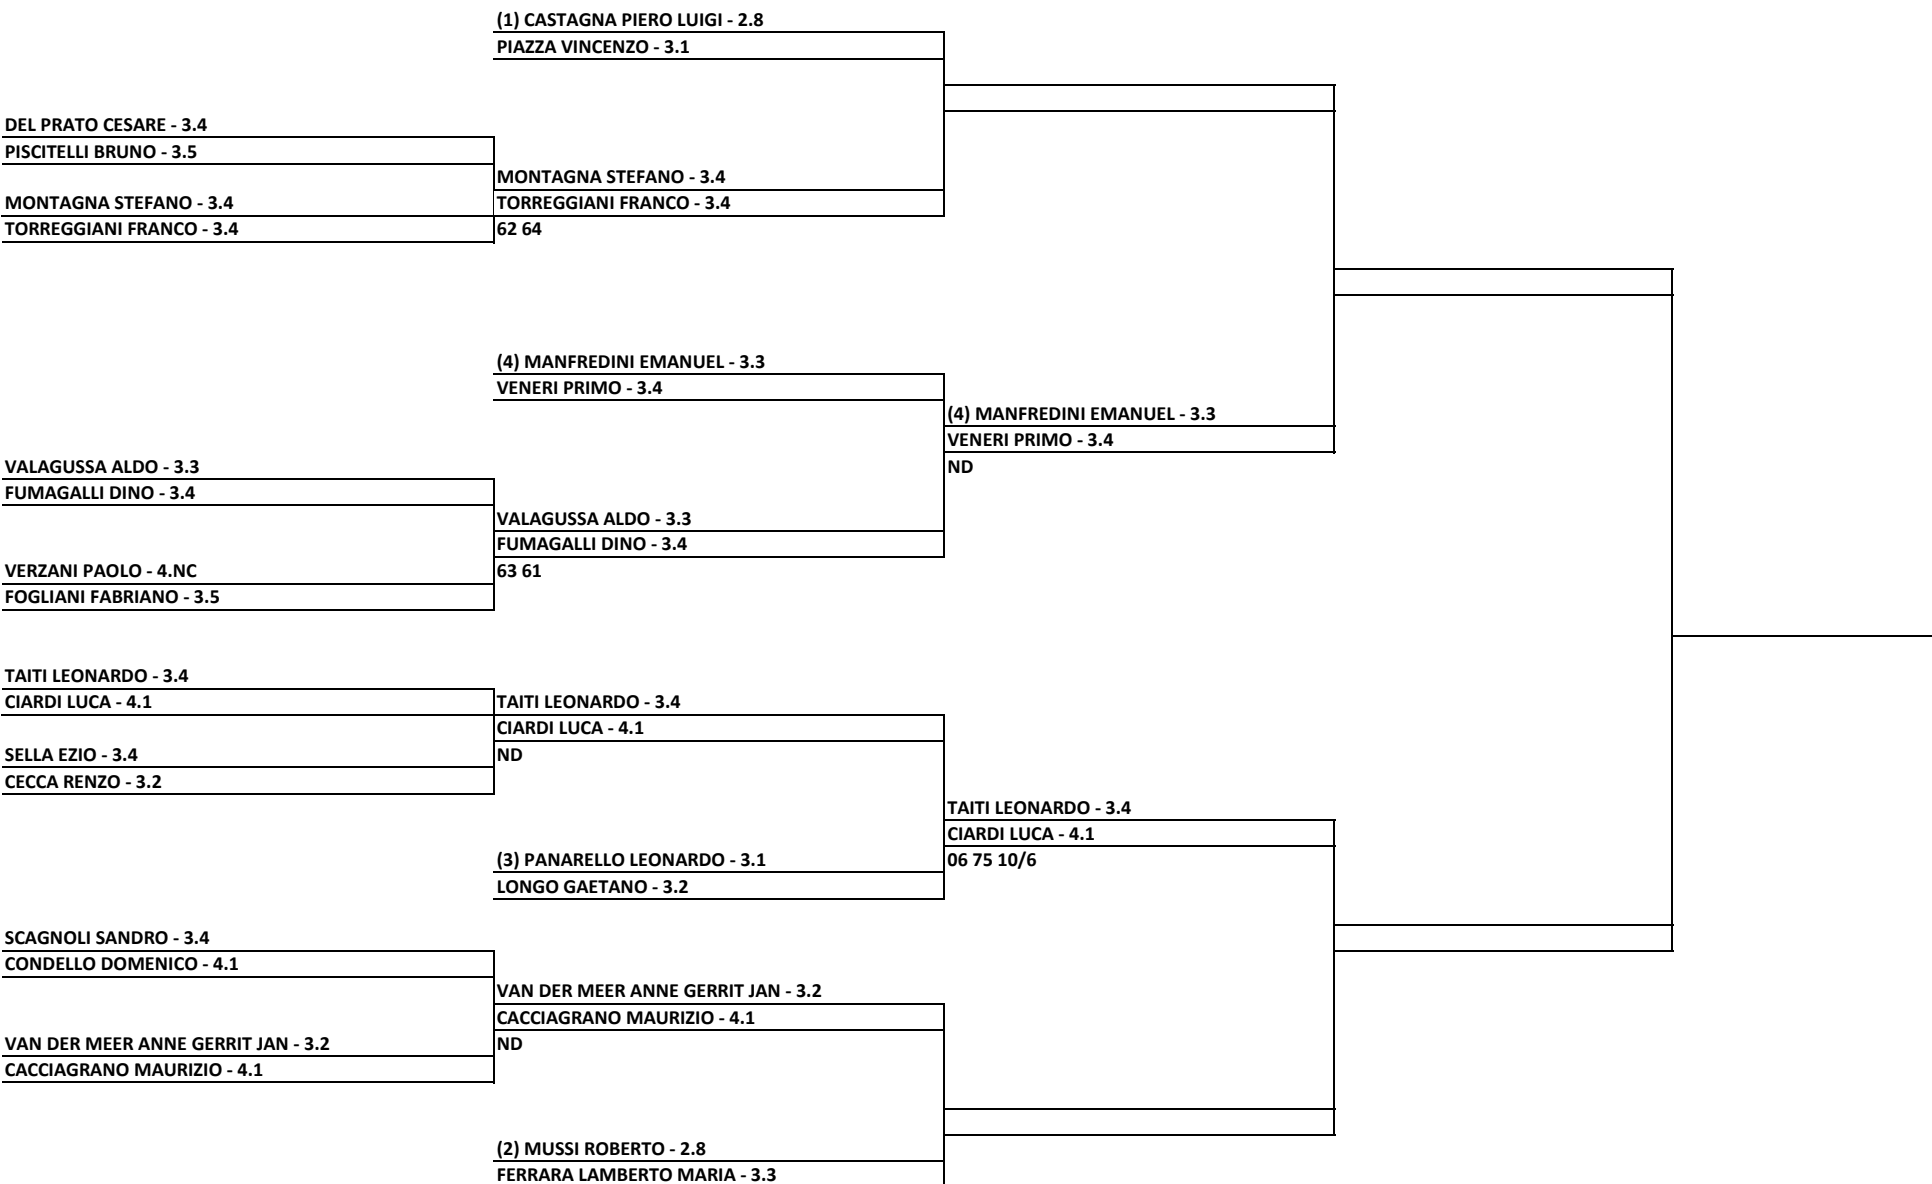 (1) CASTAGNA PIERO LUIGI - 2.8
PIAZZA VINCENZO - 3.1
DEL PRATO CESARE - 3.4
PISCITELLI BRUNO - 3.5
MONTAGNA STEFANO - 3.4
MONTAGNA STEFANO - 3.4
TORREGGIANI FRANCO - 3.4
TORREGGIANI FRANCO - 3.4
62 64
(4) MANFREDINI EMANUEL - 3.3
VENERI PRIMO - 3.4
(4) MANFREDINI EMANUEL - 3.3
VENERI PRIMO - 3.4
VALAGUSSA ALDO - 3.3
ND
FUMAGALLI DINO - 3.4
VALAGUSSA ALDO - 3.3
FUMAGALLI DINO - 3.4
VERZANI PAOLO - 4.NC
63 61
FOGLIANI FABRIANO - 3.5
TAITI LEONARDO - 3.4
CIARDI LUCA - 4.1
TAITI LEONARDO - 3.4
CIARDI LUCA - 4.1
SELLA EZIO - 3.4
ND
CECCA RENZO - 3.2
TAITI LEONARDO - 3.4
CIARDI LUCA - 4.1
(3) PANARELLO LEONARDO - 3.1
06 75 10/6
LONGO GAETANO - 3.2
SCAGNOLI SANDRO - 3.4
CONDELLO DOMENICO - 4.1
VAN DER MEER ANNE GERRIT JAN - 3.2
CACCIAGRANO MAURIZIO - 4.1
VAN DER MEER ANNE GERRIT JAN - 3.2
ND
CACCIAGRANO MAURIZIO - 4.1
(2) MUSSI ROBERTO - 2.8
FERRARA LAMBERTO MARIA - 3.3